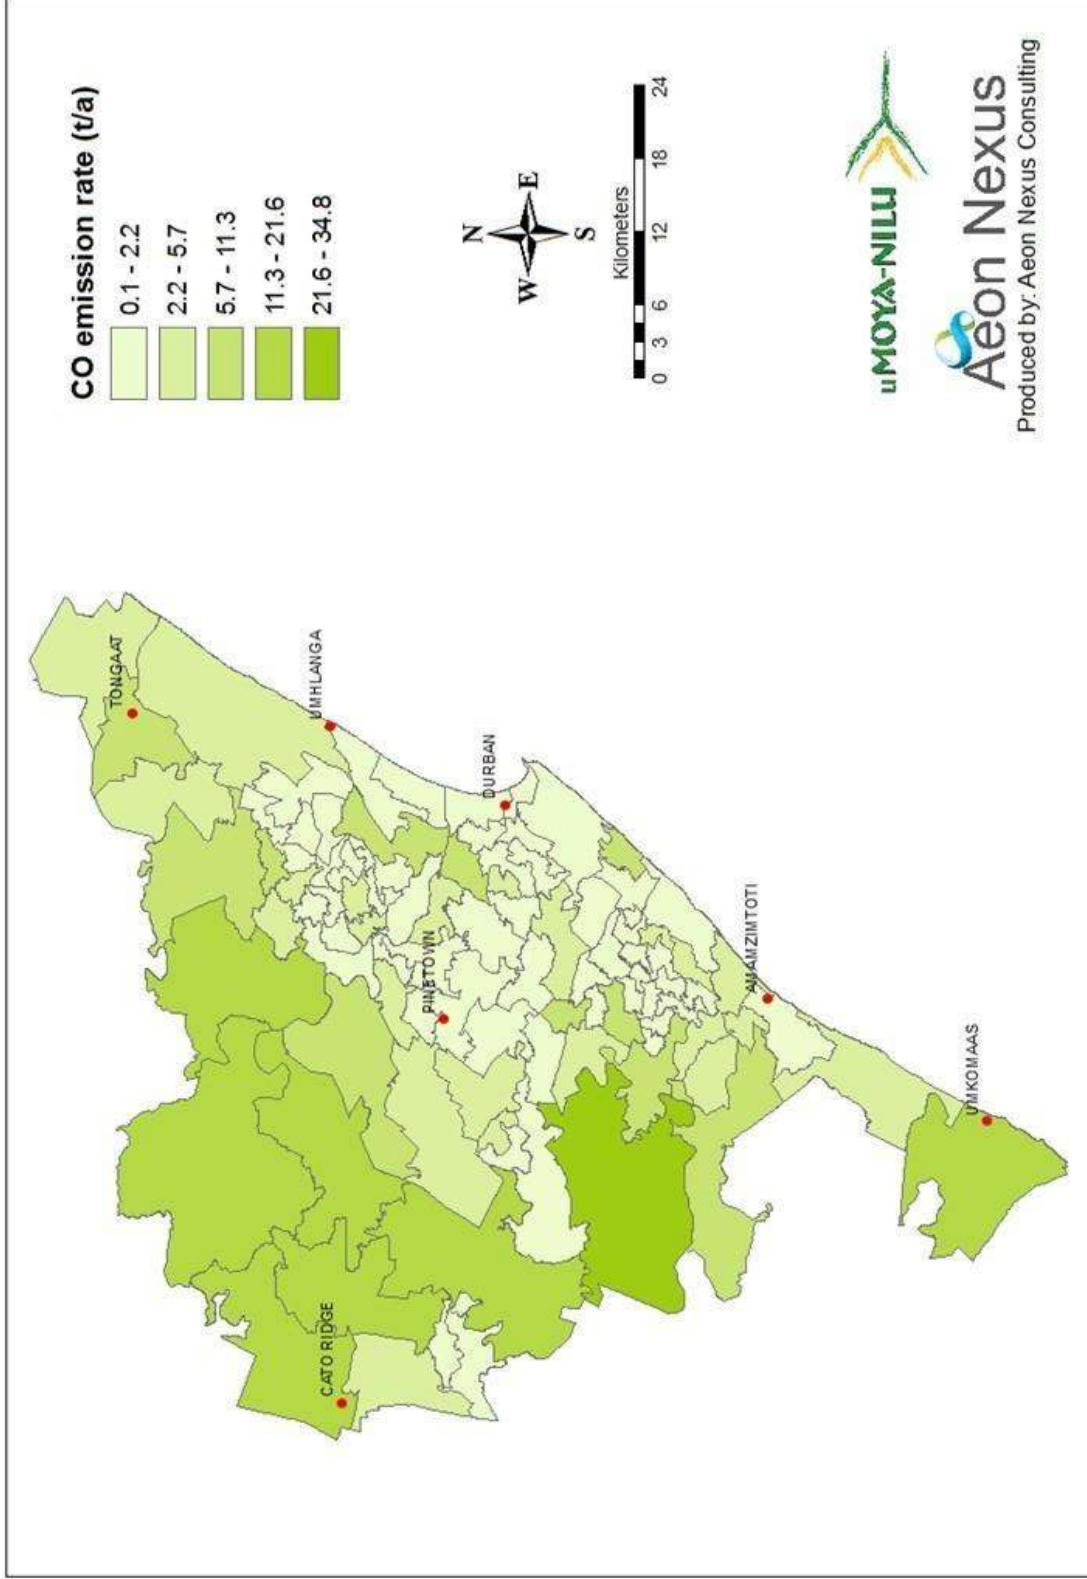 CO emission rate (t/a)
0.1 - 2.2
2.2 - 5.7
5.7 - 11.3
11.3 - 21.6
21.6 - 34.8
N
W
E
S
Kilometers
0 3 6 12 18 24
TONGAAT
UMHLANGA
DURBAN
PINETOWN
CATO RIDGE
AMAMZIMTOTI
UMKOMAAS
uMOYA-NILU
Aeon Nexus
Produced by: Aeon Nexus Consulting